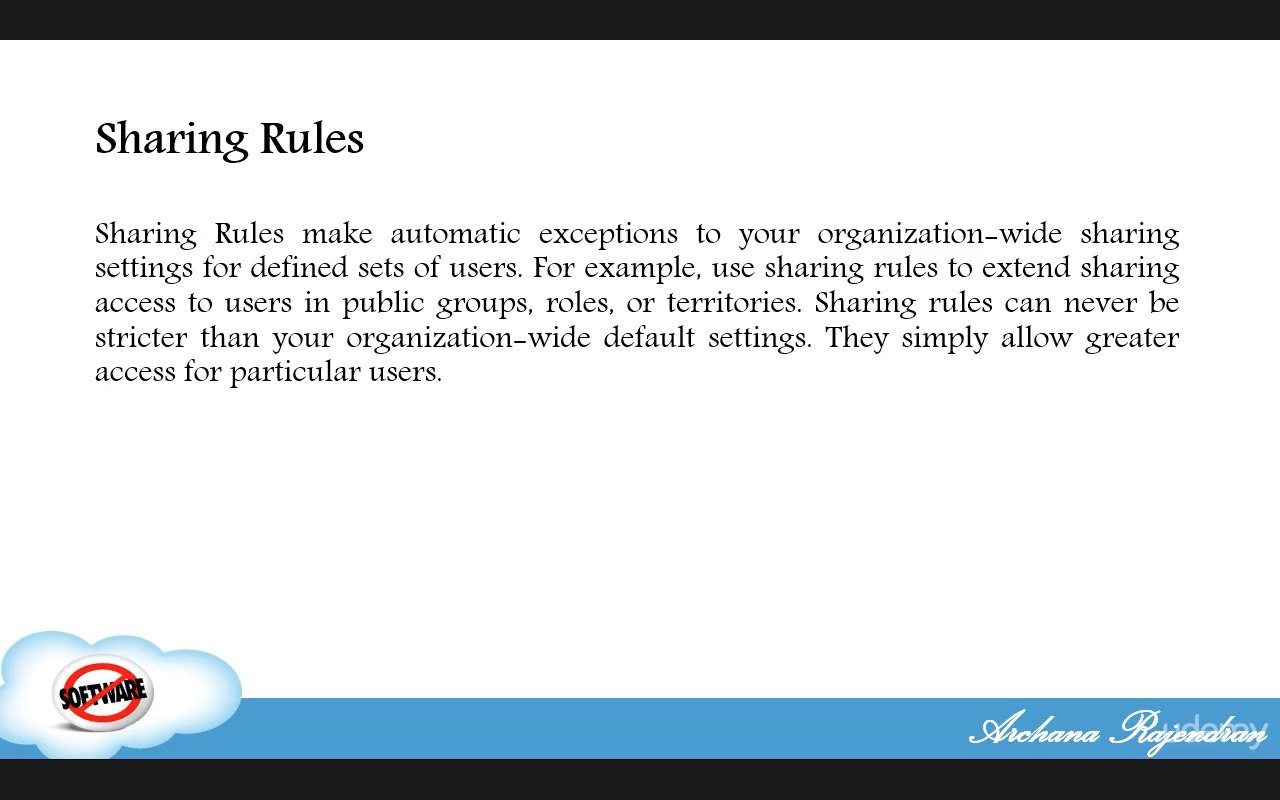 Sharing Rules
Sharing Rules make automatic exceptions to your organization-wide sharing
settings for defined sets of users. For example, use sharing rules to extend sharing
access to users in public groups, roles, or territories. Sharing rules can never be
stricter than your organization-wide default settings. They simply allow greater
access for particular users.
SOFTWARE
Archana Rajendran
udemy